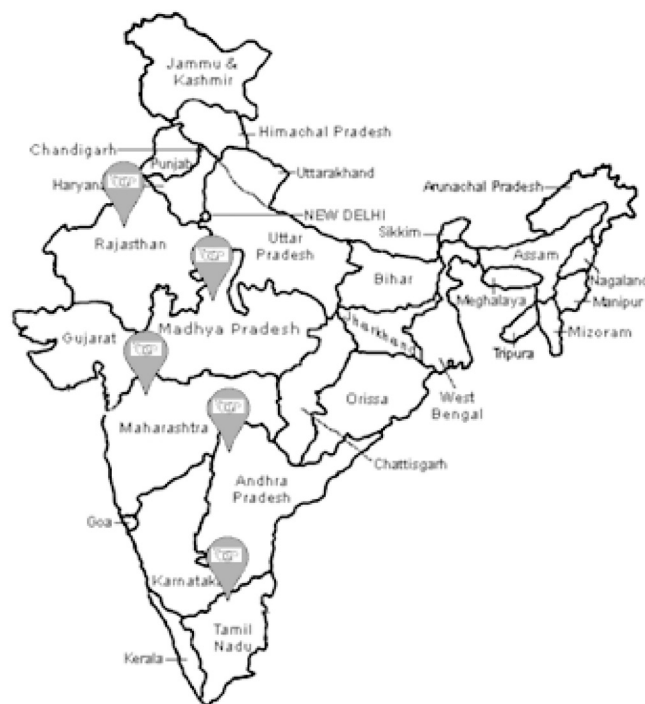 Jammu &
Kashmir
Himachal Pradesh
Chandigarh
Punjab
Uttarakhand
Haryana
NEW DELHI
Arunachal Pradesh
Rajasthan
Uttar
Pradesh
Sikkim
Assam
Bihar
Nagaland
Meghalaya
Manipur
Gujarat
Madhya Pradesh
Jharkhand
Tripura
Mizoram
West
Bengal
Orissa
Maharashtra
Chattisgarh
Andhra
Pradesh
Goa
Karnataka
Tamil
Nadu
Kerala